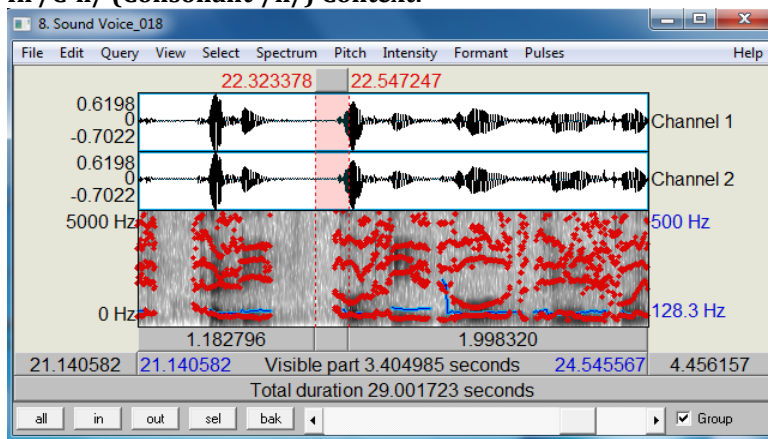 8. Sound Voice_018
File Edit Query View Select Spectrum Pitch Intensity Formant Pulses Help
22.323378 22.547247
0.6198
0
-0.7022
Channel 1
0.6198
0
-0.7022
Channel 2
5000 Hz 500 Hz
0 Hz 128.3 Hz
1.182796 1.998320
21.140582 21.140582 Visible part 3.404985 seconds 24.545567 4.456157
Total duration 29.001723 seconds
all in out sel bak Group